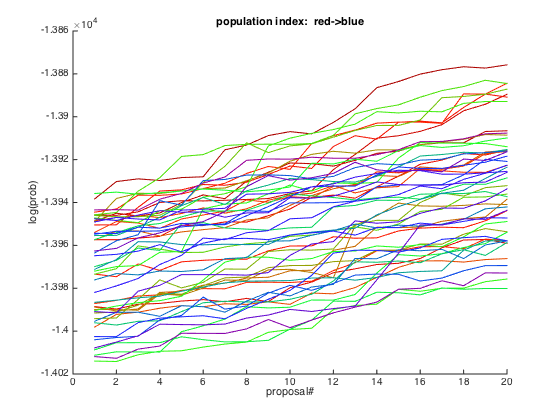 population index: red->blue
×10⁴
-1.386
-1.388
-1.39
-1.392
-1.394
-1.396
-1.398
-1.4
-1.402
log(prob)
0 2 4 6 8 10 12 14 16 18 20
proposal#